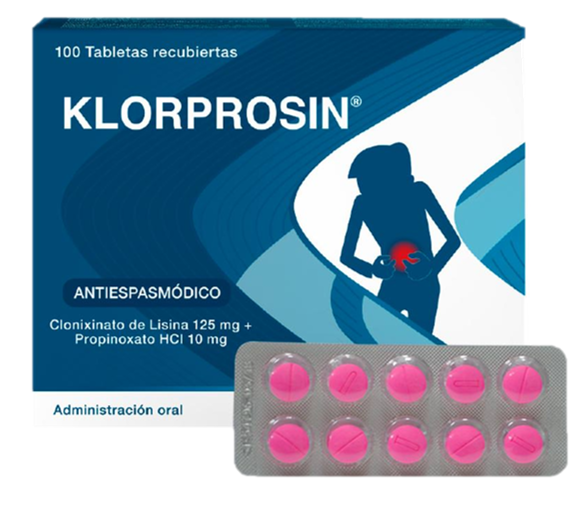 100 Tabletas recubiertas
KLORPROSIN®
ANTIESPASMÓDICO
Clonixinato de Lisina 125 mg +
Propinoxato HCl 10 mg
Administración oral